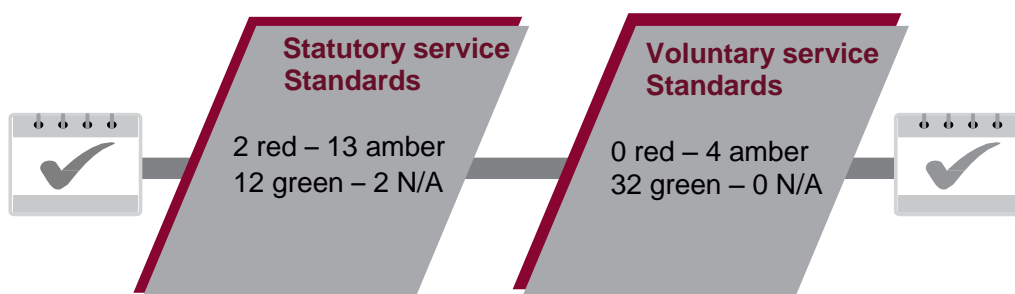 Statutory service
Standards
2 red – 13 amber
12 green – 2 N/A
Voluntary service
Standards
0 red – 4 amber
32 green – 0 N/A